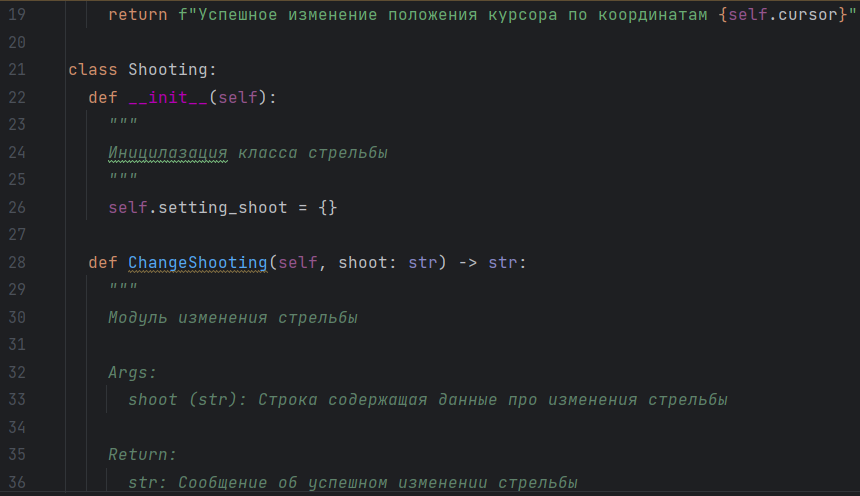 19 return f"Успешное изменение положения курсора по координатам {self.cursor}"
20
21 class Shooting:
22 def __init__(self):
23 """
24 Иницилазация класса стрельбы
25 """
26 self.setting_shoot = {}
27
28 def ChangeShooting(self, shoot: str) -> str:
29 """
30 Модуль изменения стрельбы
31
32 Args:
33 shoot (str): Строка содержащая данные про изменения стрельбы
34
35 Return:
36 str: Сообщение об успешном изменении стрельбы